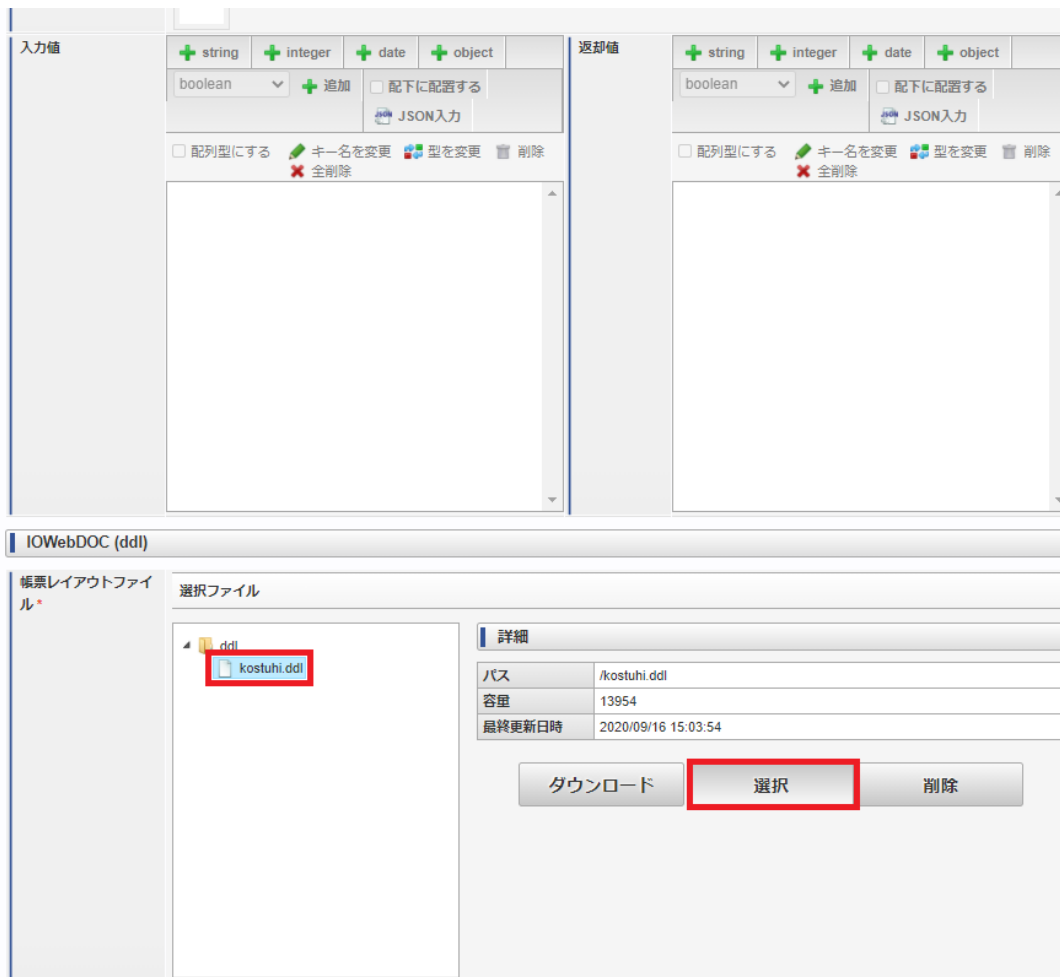 入力値
string integer date object
boolean 追加 配下に配置する
JSON入力
配列型にする キー名を変更 型を変更 削除
全削除
返却値
string integer date object
boolean 追加 配下に配置する
JSON入力
配列型にする キー名を変更 型を変更 削除
全削除
IOWebDOC (ddl)
帳票レイアウトファイ
ル*
選択ファイル
ddl
kostuhi.ddl
詳細
パス /kostuhi.ddl
容量 13954
最終更新日時 2020/09/16 15:03:54
ダウンロード 選択 削除